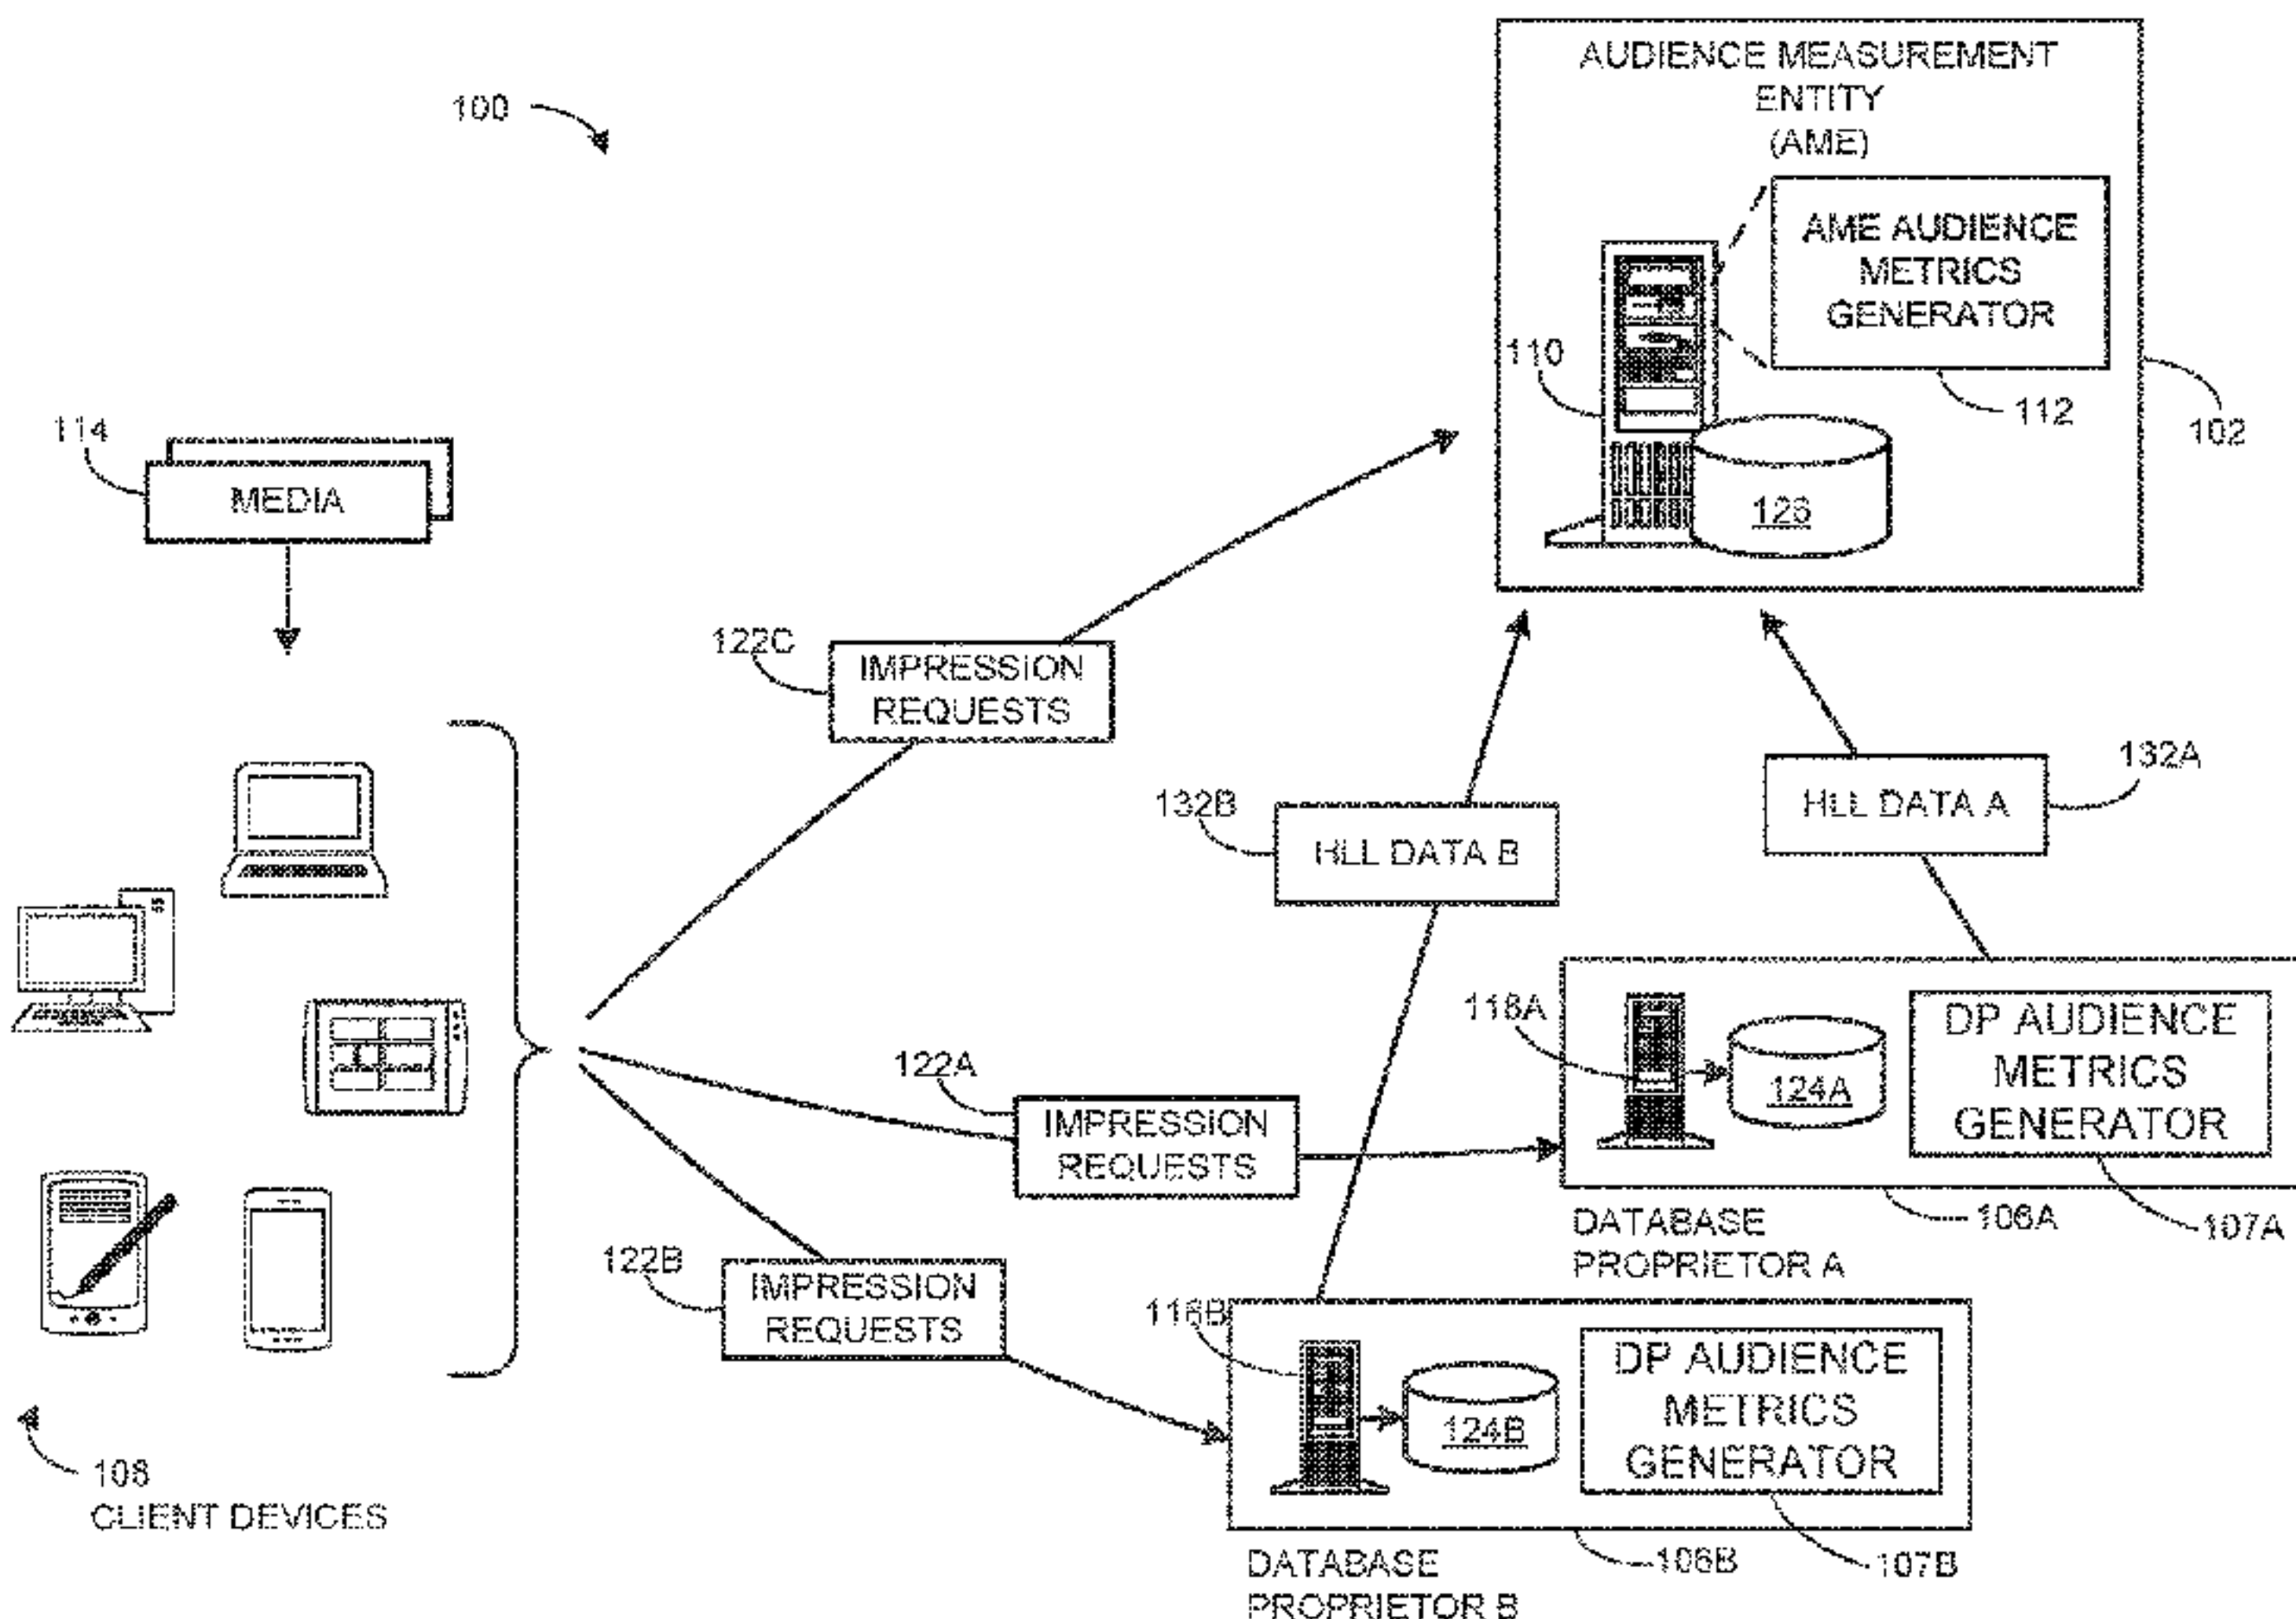 100
AUDIENCE MEASUREMENT
ENTITY
(AME)
AME AUDIENCE
METRICS
GENERATOR
110
112
102
126
114
MEDIA
122C
IMPRESSION
REQUESTS
132B
HLL DATA B
132A
HLL DATA A
122A
IMPRESSION
REQUESTS
116A
124A
DP AUDIENCE
METRICS
GENERATOR
DATABASE
PROPRIETOR A
106A
107A
122B
IMPRESSION
REQUESTS
116B
124B
DP AUDIENCE
METRICS
GENERATOR
DATABASE
PROPRIETOR B
106B
107B
108
CLIENT DEVICES